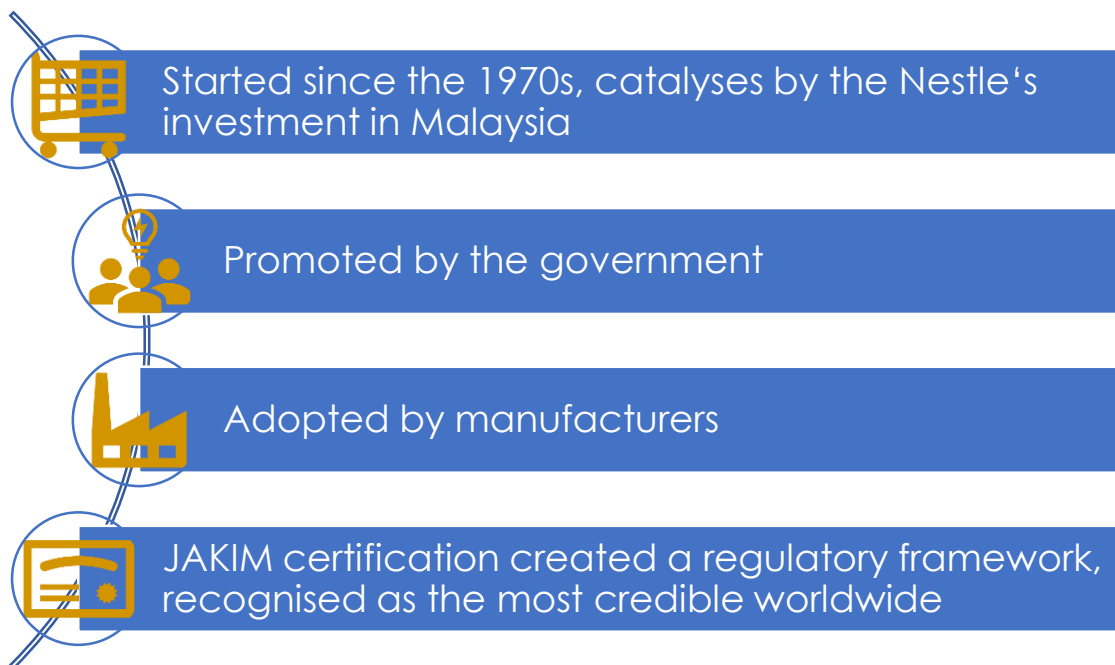 Started since the 1970s, catalyses by the Nestle‘s
investment in Malaysia
Promoted by the government
Adopted by manufacturers
JAKIM certification created a regulatory framework,
recognised as the most credible worldwide